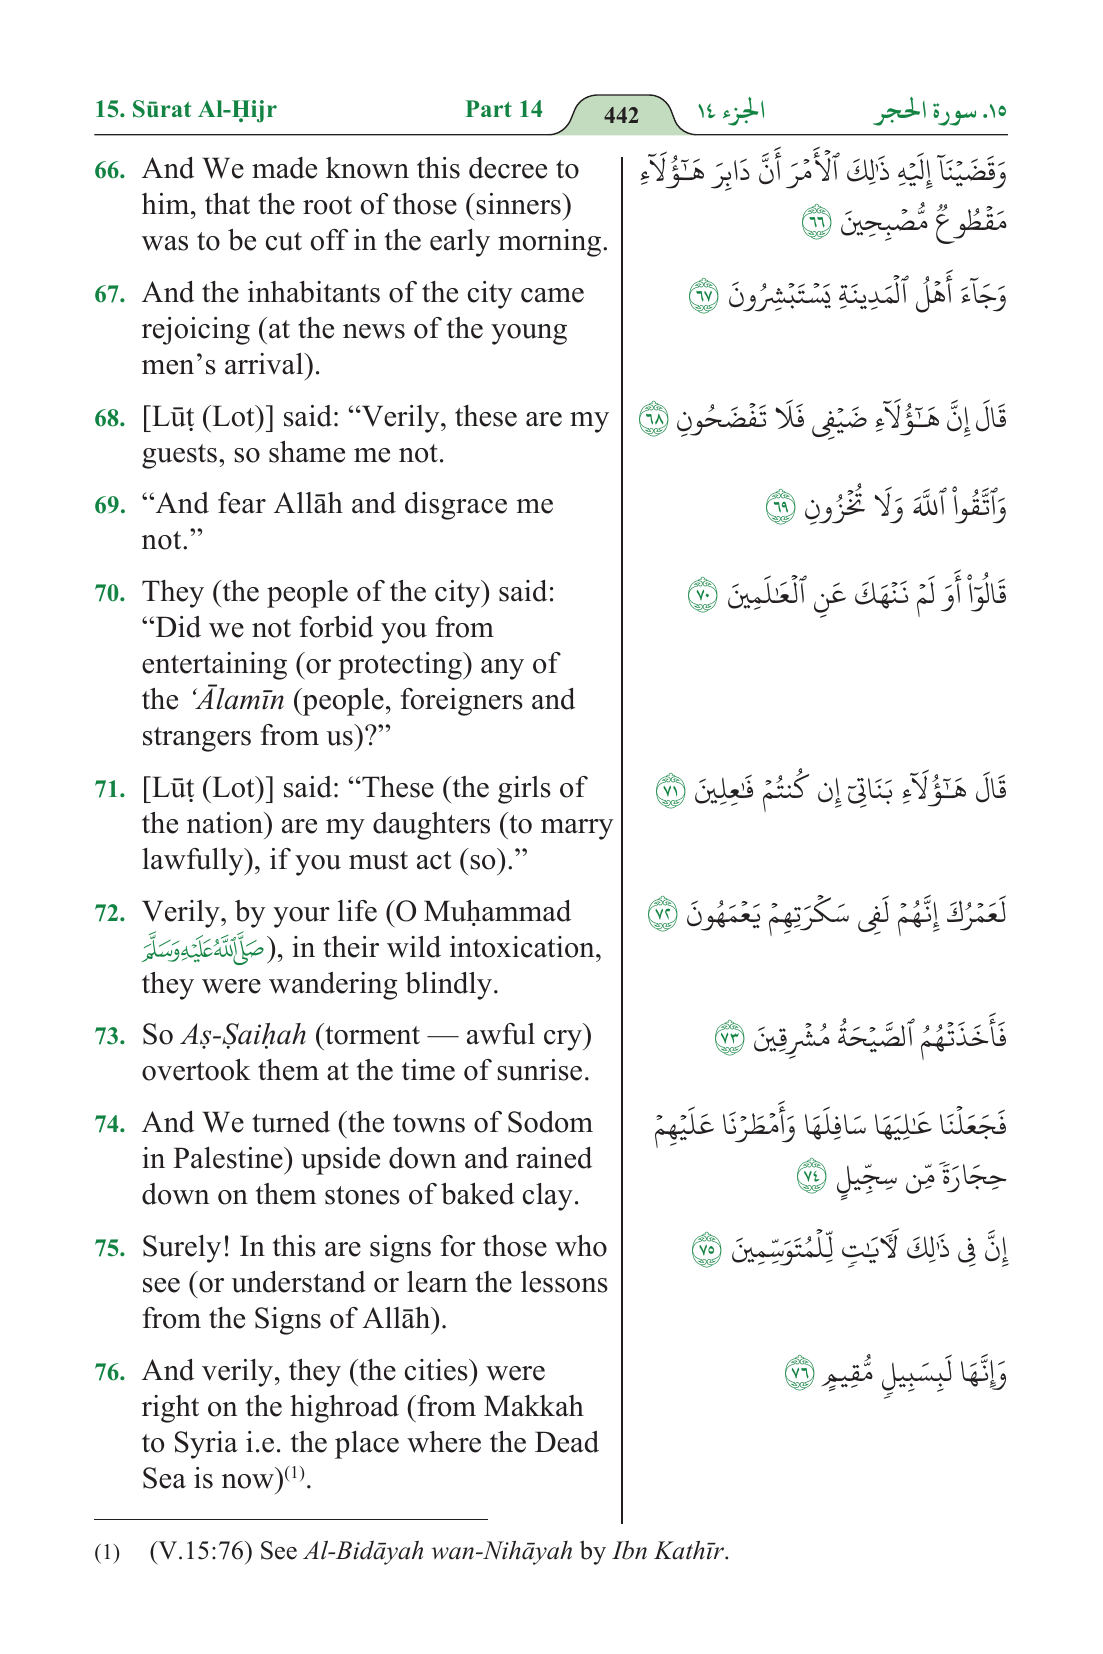 15. Sūrat Al-Ḥijr Part 14 442 الجزء ١٤ ١٥. سورة الحجر
66. And We made known this decree to
him, that the root of those (sinners)
was to be cut off in the early morning.
67. And the inhabitants of the city came
rejoicing (at the news of the young
men’s arrival).
68. [Lūṭ (Lot)] said: “Verily, these are my
guests, so shame me not.
69. “And fear Allāh and disgrace me
not.”
70. They (the people of the city) said:
“Did we not forbid you from
entertaining (or protecting) any of
the ‘Ālamīn (people, foreigners and
strangers from us)?”
71. [Lūṭ (Lot)] said: “These (the girls of
the nation) are my daughters (to marry
lawfully), if you must act (so).”
72. Verily, by your life (O Muḥammad
صَلَّى ٱللَّهُ عَلَيْهِ وَسَلَّمَ), in their wild intoxication,
they were wandering blindly.
73. So Aṣ-Ṣaiḥah (torment — awful cry)
overtook them at the time of sunrise.
74. And We turned (the towns of Sodom
in Palestine) upside down and rained
down on them stones of baked clay.
75. Surely! In this are signs for those who
see (or understand or learn the lessons
from the Signs of Allāh).
76. And verily, they (the cities) were
right on the highroad (from Makkah
to Syria i.e. the place where the Dead
Sea is now)(1).
وَقَضَيْنَآ إِلَيْهِ ذَٰلِكَ ٱلْأَمْرَ أَنَّ دَابِرَ هَٰٓؤُلَآءِ
مَقْطُوعٌ مُّصْبِحِينَ ٦٦
وَجَآءَ أَهْلُ ٱلْمَدِينَةِ يَسْتَبْشِرُونَ ٦٧
قَالَ إِنَّ هَٰٓؤُلَآءِ ضَيْفِى فَلَا تَفْضَحُونِ ٦٨
وَٱتَّقُوا۟ ٱللَّهَ وَلَا تُخْزُونِ ٦٩
قَالُوٓا۟ أَوَ لَمْ نَنْهَكَ عَنِ ٱلْعَٰلَمِينَ ٧٠
قَالَ هَٰٓؤُلَآءِ بَنَاتِىٓ إِن كُنتُمْ فَٰعِلِينَ ٧١
لَعَمْرُكَ إِنَّهُمْ لَفِى سَكْرَتِهِمْ يَعْمَهُونَ ٧٢
فَأَخَذَتْهُمُ ٱلصَّيْحَةُ مُشْرِقِينَ ٧٣
فَجَعَلْنَا عَٰلِيَهَا سَافِلَهَا وَأَمْطَرْنَا عَلَيْهِمْ
حِجَارَةً مِّن سِجِّيلٍ ٧٤
إِنَّ فِى ذَٰلِكَ لَءَايَٰتٍ لِّلْمُتَوَسِّمِينَ ٧٥
وَإِنَّهَا لَبِسَبِيلٍ مُّقِيمٍ ٧٦
(1) (V.15:76) See Al-Bidāyah wan-Nihāyah by Ibn Kathīr.